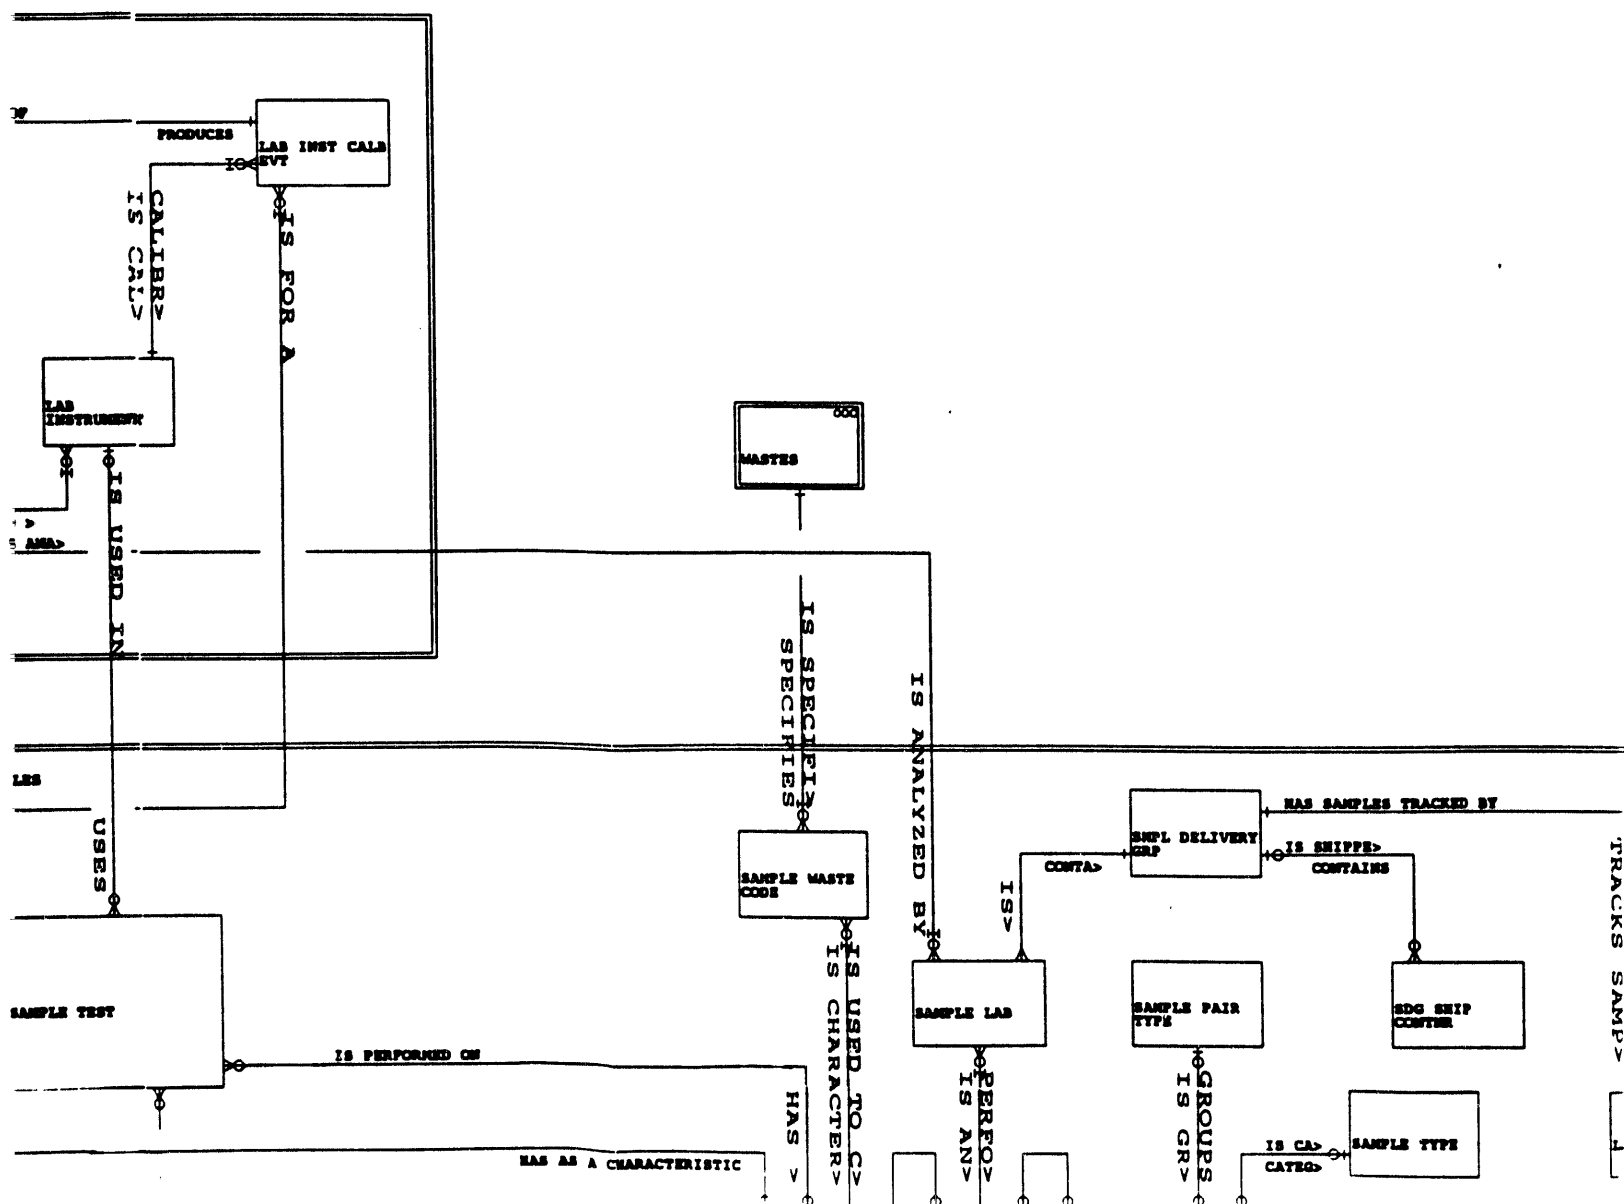 OF
PRODUCES
LAB INST CALB
EVT
CALIBR>
IS CAL>
IS FOR A
LAB
INSTRUMENT
WASTES
>
S ANA>
IS USED IN
USES
IS SPECIFI>
SPECIFIES
IS ANALYZED BY
LES
SMPL DELIVERY
GRP
HAS SAMPLES TRACKED BY
IS SHIPPE>
CONTAINS
CONTA>
IS>
TRACKS SAMP>
SAMPLE WASTE
CODE
SAMPLE TEST
SAMPLE LAB
SAMPLE PAIR
TYPE
SDG SHIP
CONTNR
IS PERFORMED ON
HAS >
IS USED TO C>
IS CHARACTER>
PERFO>
IS AN>
GROUPS
IS GR>
HAS AS A CHARACTERISTIC
IS CA>
CATEG>
SAMPLE TYPE